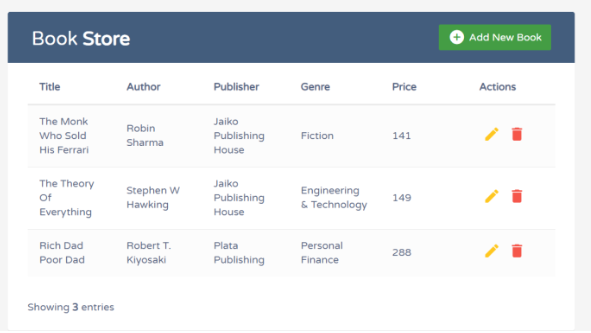 Book Store
Add New Book
Title Author Publisher Genre Price Actions
The Monk
Who Sold
His Ferrari
Robin
Sharma
Jaiko
Publishing
House
Fiction
141
The Theory
Of
Everything
Stephen W
Hawking
Jaiko
Publishing
House
Engineering
& Technology
149
Rich Dad
Poor Dad
Robert T.
Kiyosaki
Plata
Publishing
Personal
Finance
288
Showing 3 entries